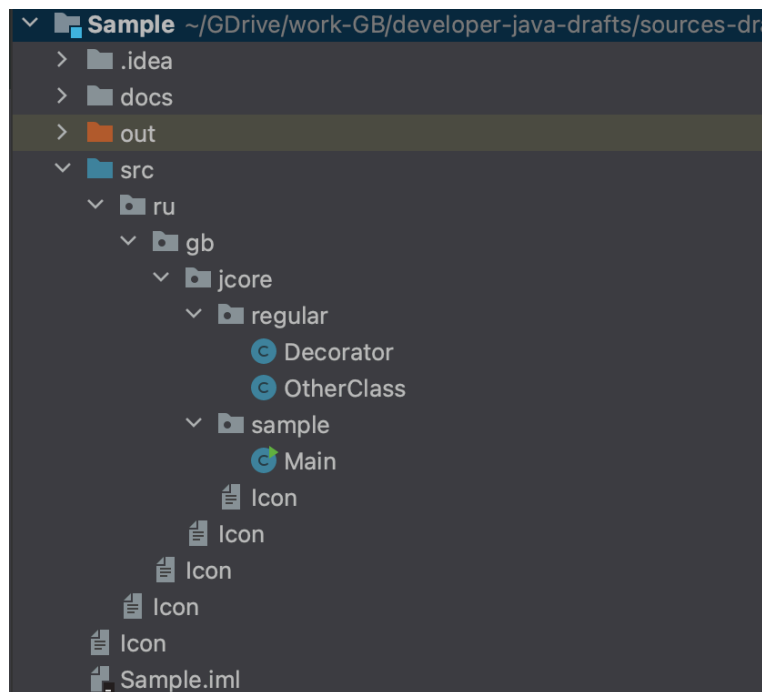 Sample ~/GDrive/work-GB/developer-java-drafts/sources-dr
.idea
docs
out
src
ru
gb
jcore
regular
Decorator
OtherClass
sample
Main
Icon
Icon
Icon
Icon
Icon
Sample.iml